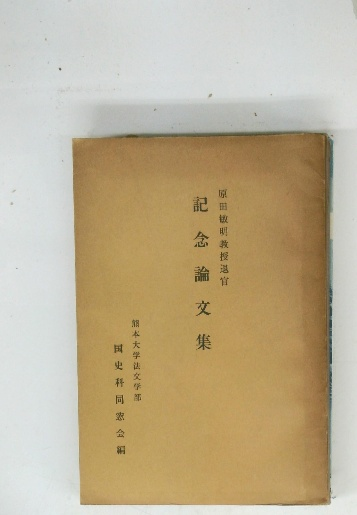 原田敏明教授退官
記念論文集
熊本大学法文学部
国史科同窓会編